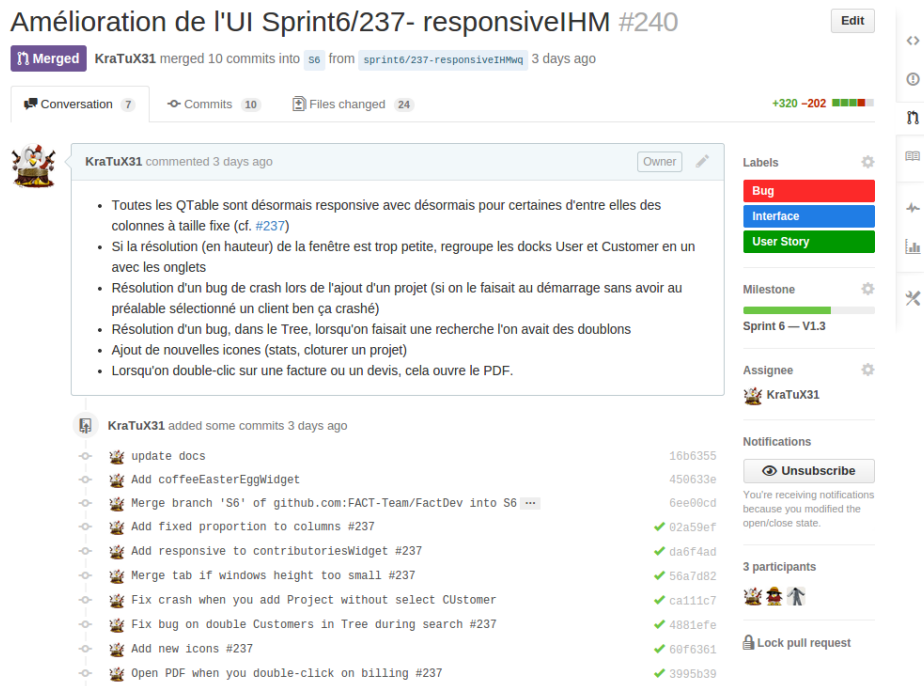 Amélioration de l'UI Sprint6/237- responsiveIHM #240
Edit
Merged KraTuX31 merged 10 commits into S6 from sprint6/237-responsiveIHMwq 3 days ago
Conversation 7 Commits 10 Files changed 24 +320 −202
KraTuX31 commented 3 days ago Owner
• Toutes les QTable sont désormais responsive avec désormais pour certaines d'entre elles des
colonnes à taille fixe (cf. #237)
• Si la résolution (en hauteur) de la fenêtre est trop petite, regroupe les docks User et Customer en un
avec les onglets
• Résolution d'un bug de crash lors de l'ajout d'un projet (si on le faisait au démarrage sans avoir au
préalable sélectionné un client ben ça crashé)
• Résolution d'un bug, dans le Tree, lorsqu'on faisait une recherche l'on avait des doublons
• Ajout de nouvelles icones (stats, cloturer un projet)
• Lorsqu'on double-clic sur une facture ou un devis, cela ouvre le PDF.
KraTuX31 added some commits 3 days ago
update docs 16b6355
Add coffeeEasterEggWidget 450633e
Merge branch 'S6' of github.com:FACT-Team/FactDev into S6 … 6ee00cd
Add fixed proportion to columns #237 02a59ef
Add responsive to contributoriesWidget #237 da6f4ad
Merge tab if windows height too small #237 56a7d82
Fix crash when you add Project without select CUstomer ca111c7
Fix bug on double Customers in Tree during search #237 4881efe
Add new icons #237 60f6361
Open PDF when you double-click on billing #237 3995b39
Labels
Bug
Interface
User Story
Milestone
Sprint 6 — V1.3
Assignee
KraTuX31
Notifications
Unsubscribe
You're receiving notifications
because you modified the
open/close state.
3 participants
Lock pull request